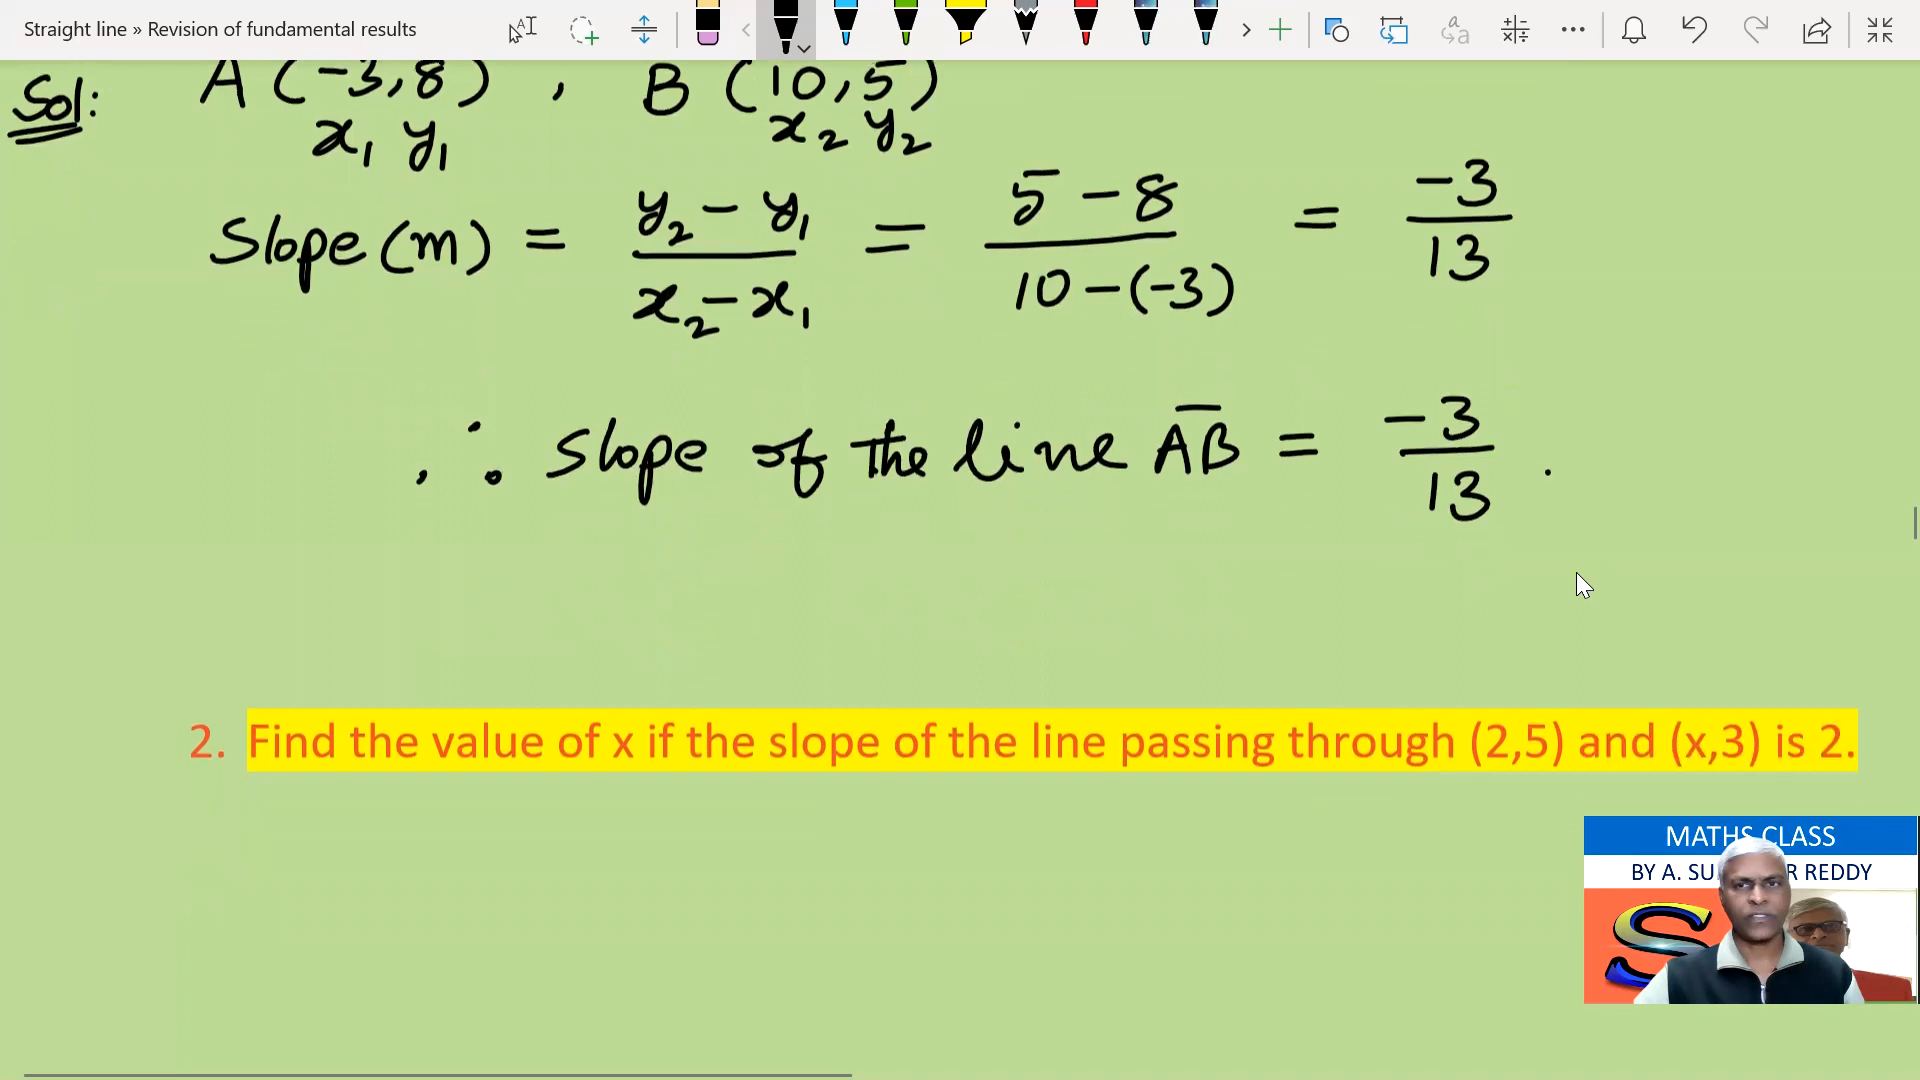 Straight line » Revision of fundamental results
Sol: A (-3,8) , B (10,5)
x₁ y₁ x₂ y₂
Slope(m) = y₂-y₁/x₂-x₁ = 5-8/10-(-3) = -3/13
∴ slope of the line A̅B̅ = -3/13 .
2. Find the value of x if the slope of the line passing through (2,5) and (x,3) is 2.
MATHS CLASS
BY A. SU R REDDY
S